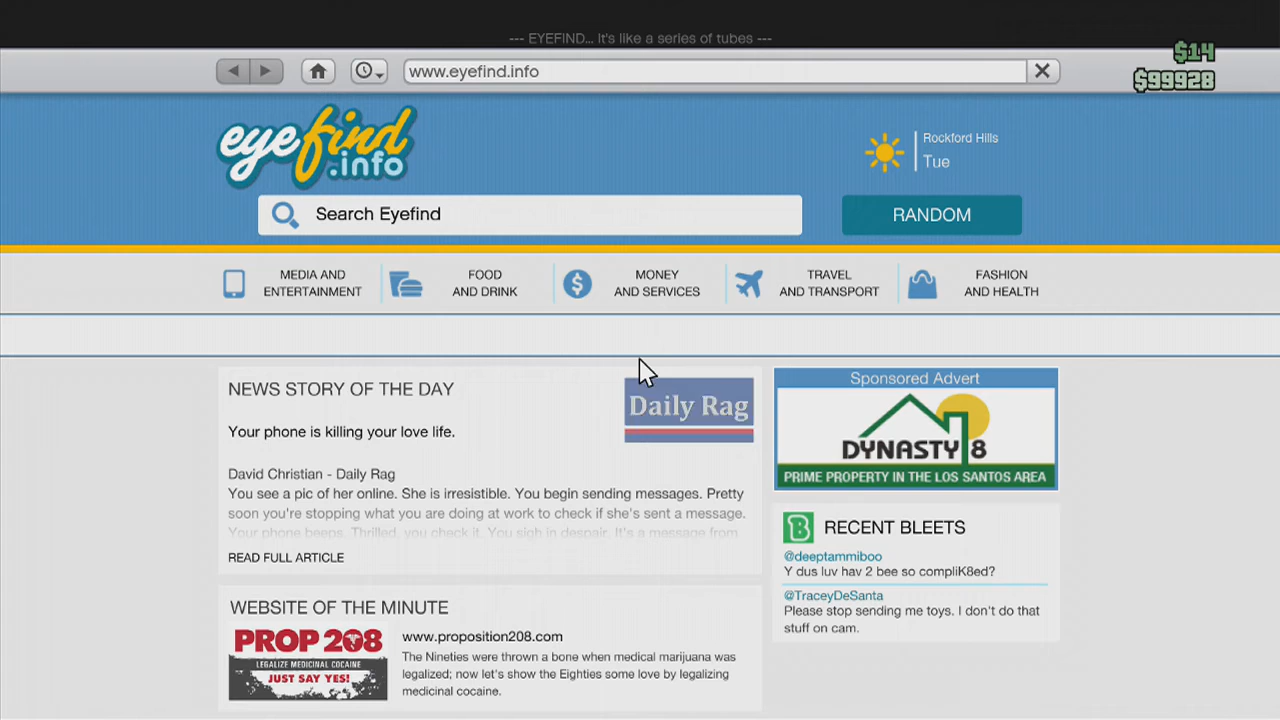 --- EYEFIND... It's like a series of tubes ---
$14
www.eyefind.info
$99928
eyefind
.info
Rockford Hills
Tue
Search Eyefind
RANDOM
MEDIA AND
ENTERTAINMENT
FOOD
AND DRINK
MONEY
AND SERVICES
TRAVEL
AND TRANSPORT
FASHION
AND HEALTH
NEWS STORY OF THE DAY
Daily Rag
Your phone is killing your love life.
David Christian - Daily Rag
You see a pic of her online. She is irresistible. You begin sending messages. Pretty
soon you're stopping what you are doing at work to check if she's sent a message.
Your phone beeps. Thrilled, you check it. You sigh in despair. It's a message from
READ FULL ARTICLE
Sponsored Advert
DYNASTY 8
PRIME PROPERTY IN THE LOS SANTOS AREA
RECENT BLEETS
@deeptammiboo
Y dus luv hav 2 bee so compliK8ed?
@TraceyDeSanta
Please stop sending me toys. I don't do that
stuff on cam.
WEBSITE OF THE MINUTE
PROP 208
LEGALIZE MEDICINAL COCAINE
JUST SAY YES!
www.proposition208.com
The Nineties were thrown a bone when medical marijuana was
legalized; now let's show the Eighties some love by legalizing
medicinal cocaine.